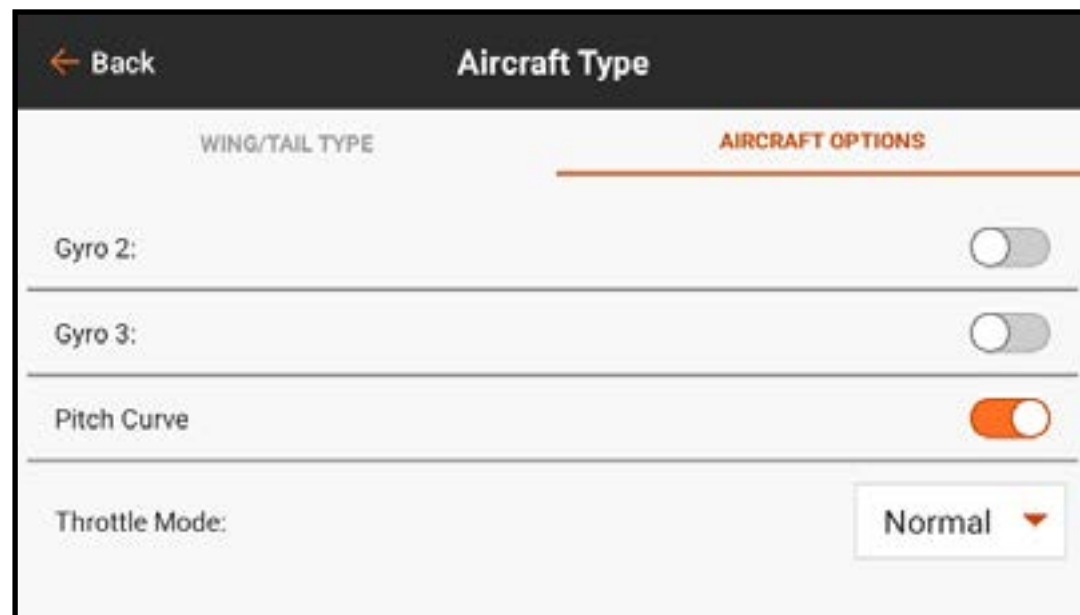 Back
Aircraft Type
WING/TAIL TYPE
AIRCRAFT OPTIONS
Gyro 2:
Gyro 3:
Pitch Curve
Throttle Mode:
Normal